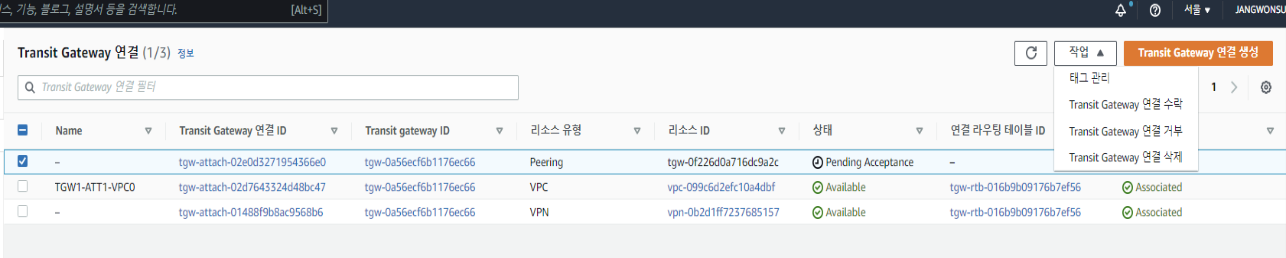 스, 기능, 블로그, 설명서 등을 검색합니다. [Alt+S] 서울 ▼ JANGWONSU
Transit Gateway 연결 (1/3) 정보 작업 ▲ Transit Gateway 연결 생성
Transit Gateway 연결 필터 1
태그 관리
Transit Gateway 연결 수락
Transit Gateway 연결 거부
Transit Gateway 연결 삭제
Name Transit Gateway 연결 ID Transit gateway ID 리소스 유형 리소스 ID 상태 연결 라우팅 테이블 ID
– tgw-attach-02e0d3271954366e0 tgw-0a56ecf6b1176ec66 Peering tgw-0f226d0a716dc9a2c Pending Acceptance –
TGW1-ATT1-VPC0 tgw-attach-02d7643324d48bc47 tgw-0a56ecf6b1176ec66 VPC vpc-099c6d2efc10a4dbf Available tgw-rtb-016b9b09176b7ef56 Associated
– tgw-attach-01488f9b8ac9568b6 tgw-0a56ecf6b1176ec66 VPN vpn-0b2d1ff7237685157 Available tgw-rtb-016b9b09176b7ef56 Associated